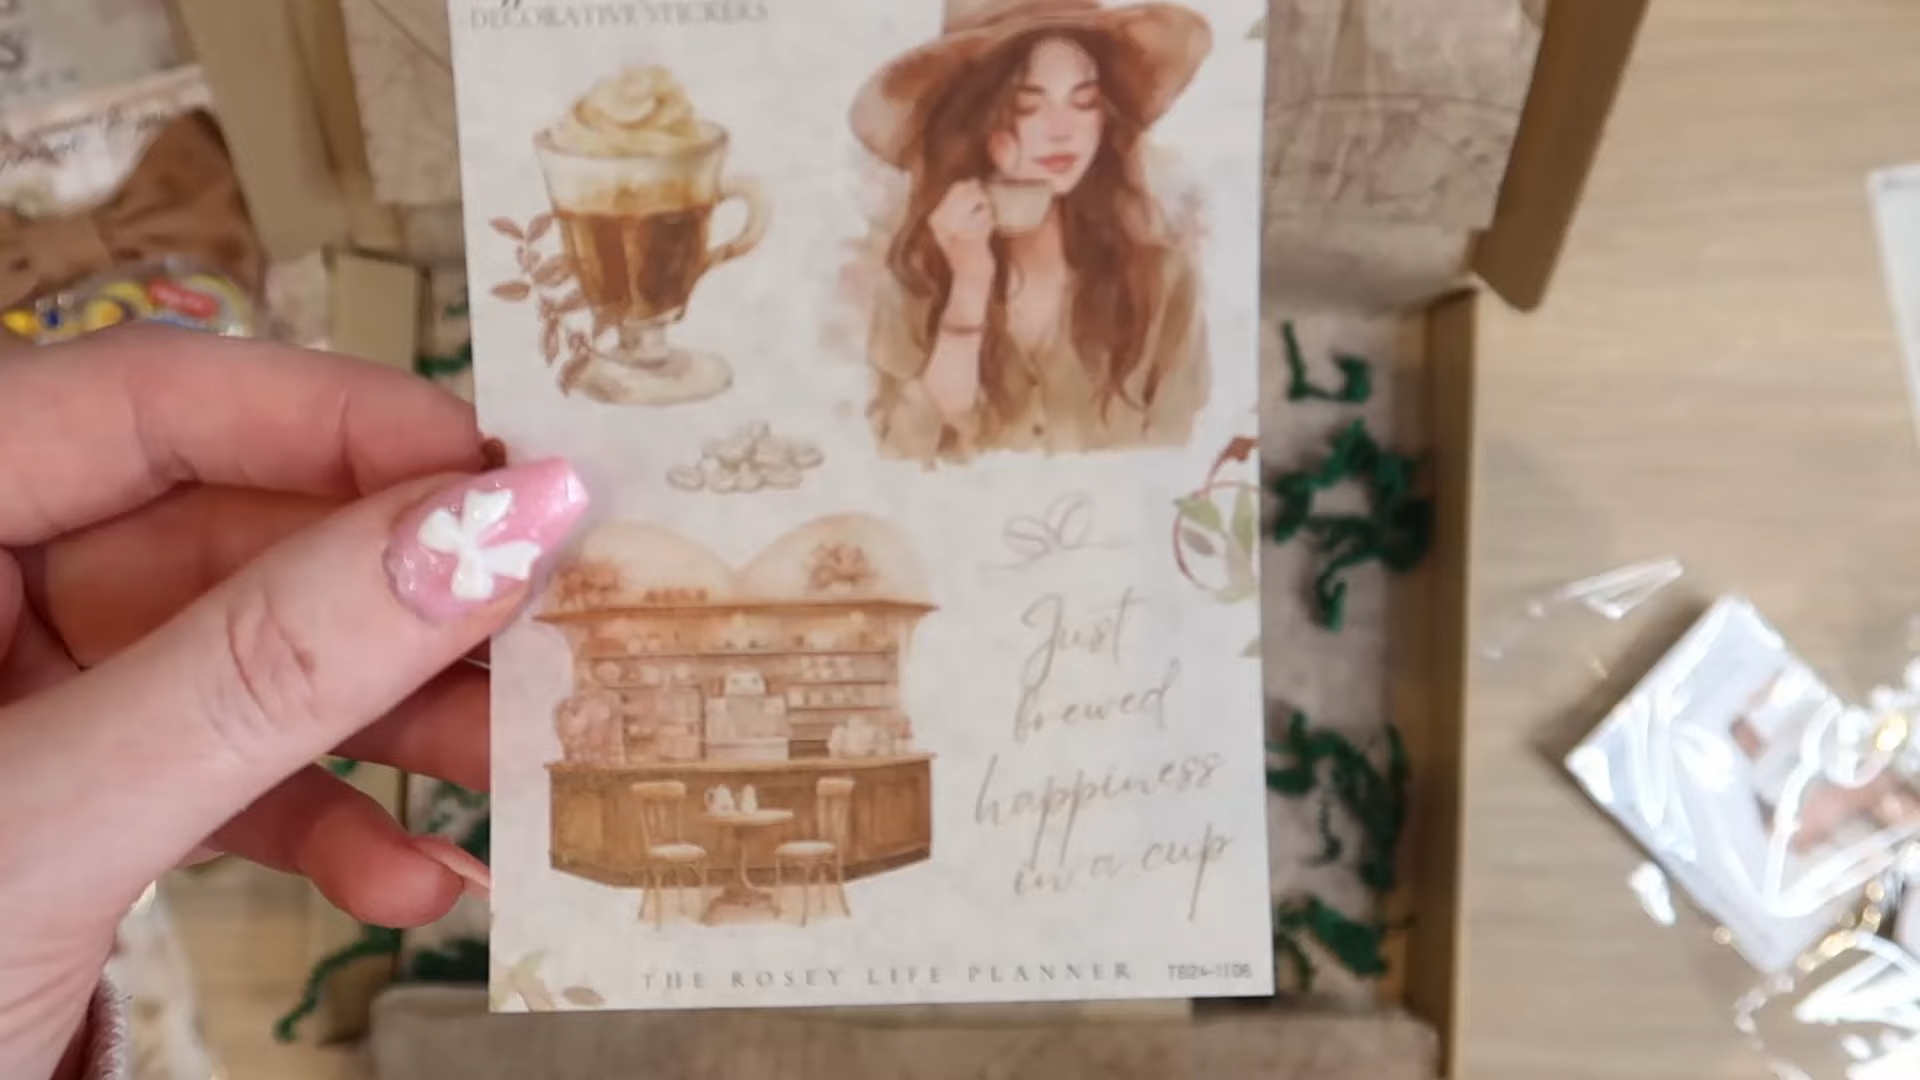 DECORATIVE STICKERS
Just
brewed
happiness
in a cup
THE ROSEY LIFE PLANNER TB24-1106